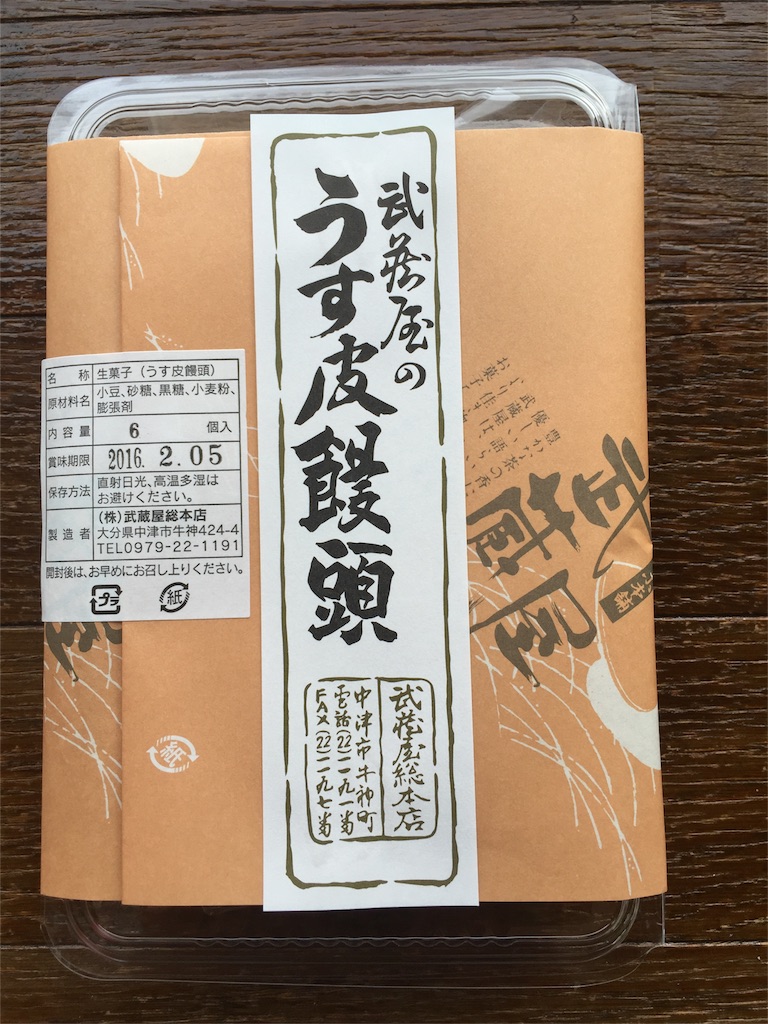 武蔵屋の
うす皮饅頭
武蔵屋総本店
中津市牛神町
電話(22)一一九一番
FAX(22)一一九七番
名　称 生菓子（うす皮饅頭）
原材料名 小豆、砂糖、黒糖、小麦粉、
膨張剤
内容量 6 個入
賞味期限 2016. 2.05
保存方法 直射日光、高温多湿は
お避けください。
製造者 (株)武蔵屋総本店
大分県中津市牛神424-4
TEL0979-22-1191
開封後は、お早めにお召し上りください。
プラ
紙
武蔵屋